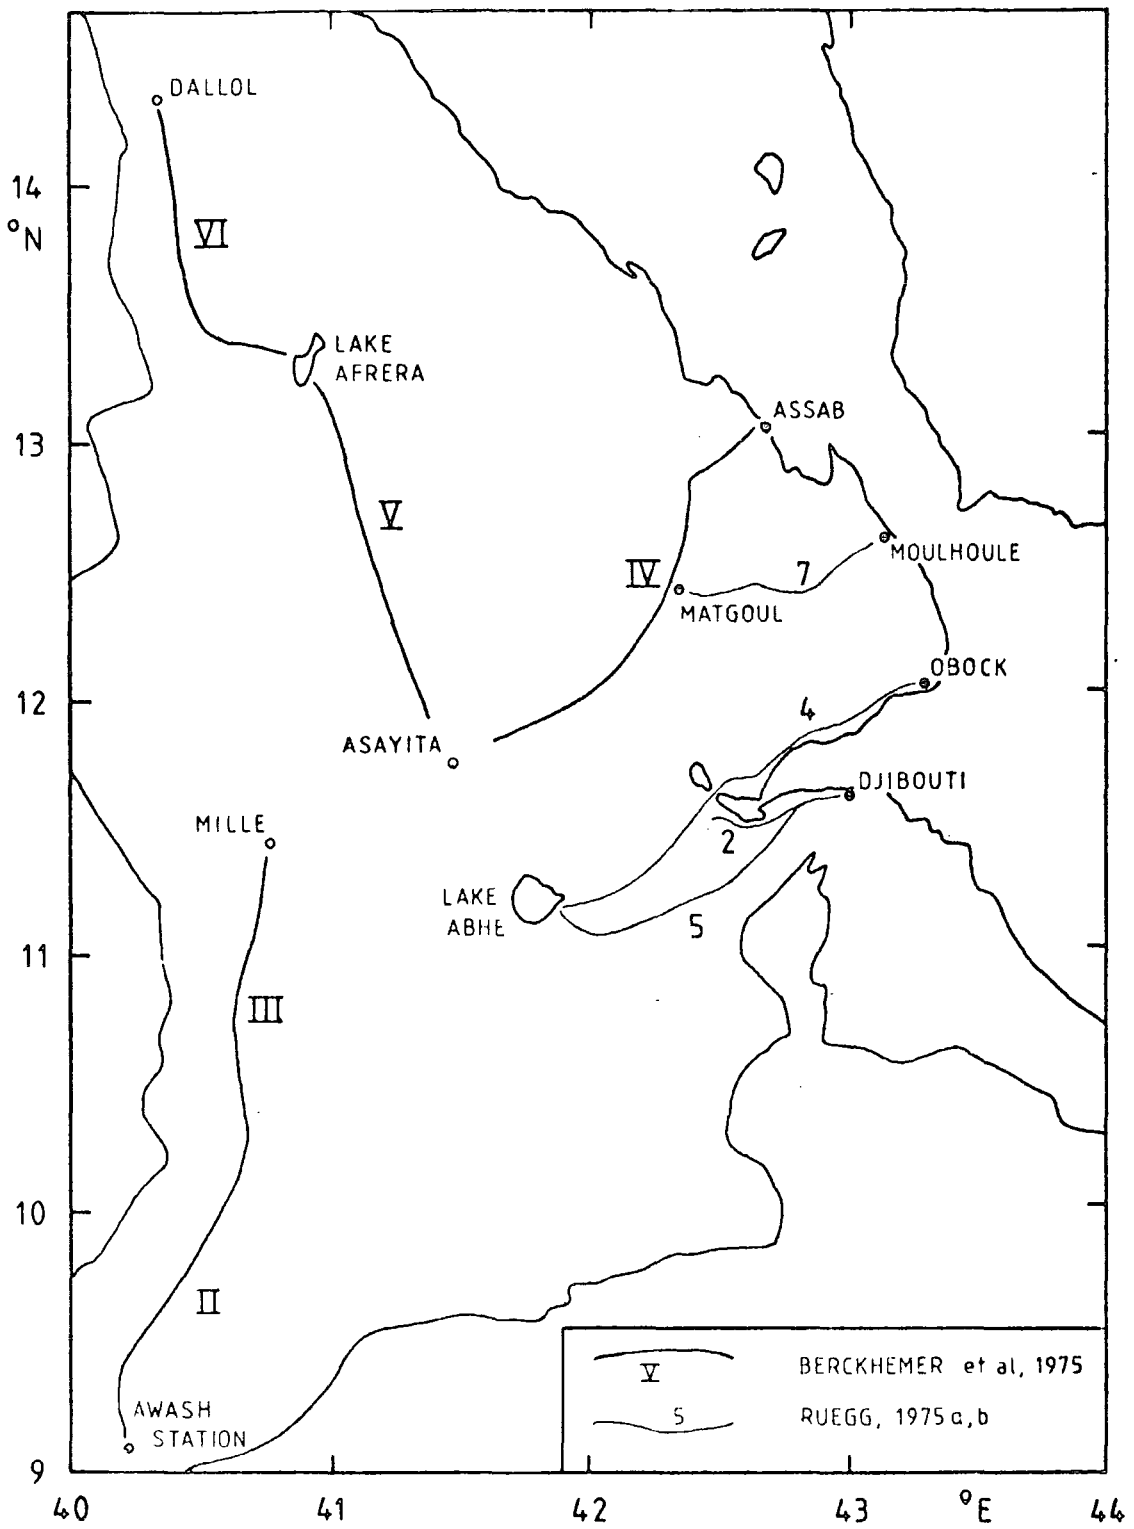 DALLOL
14
°N
VI
LAKE
AFRERA
ASSAB
13
V
IV
7
MOULHOULE
MATGOUL
OBOCK
12
4
ASAYITA
DJIBOUTI
MILLE
2
LAKE
ABHE
5
11
III
10
II
V
BERCKHEMER et al, 1975
AWASH
STATION
5
RUEGG, 1975a,b
9
40
41
42
43
°E
44